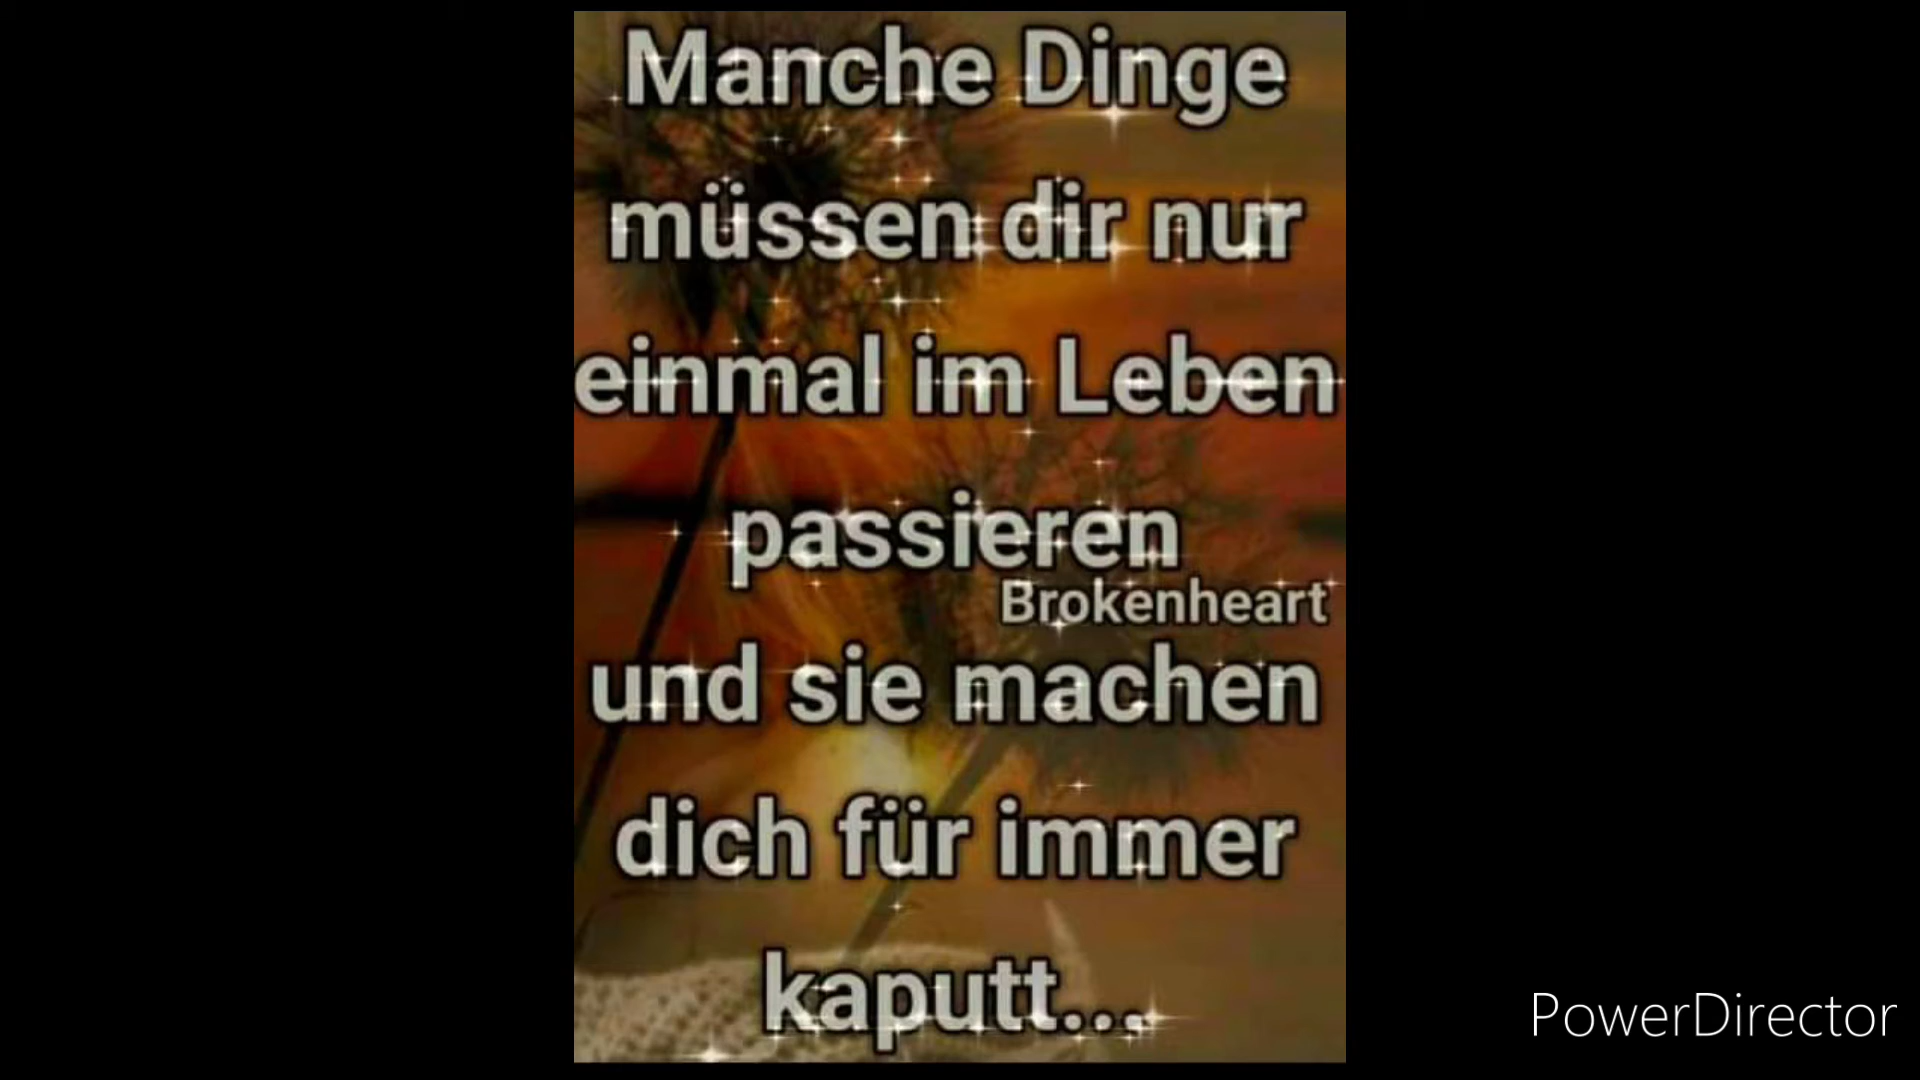 Manche Dinge
müssen dir nur
einmal im Leben
passieren
Brokenheart
und sie machen
dich für immer
kaputt...
PowerDirector